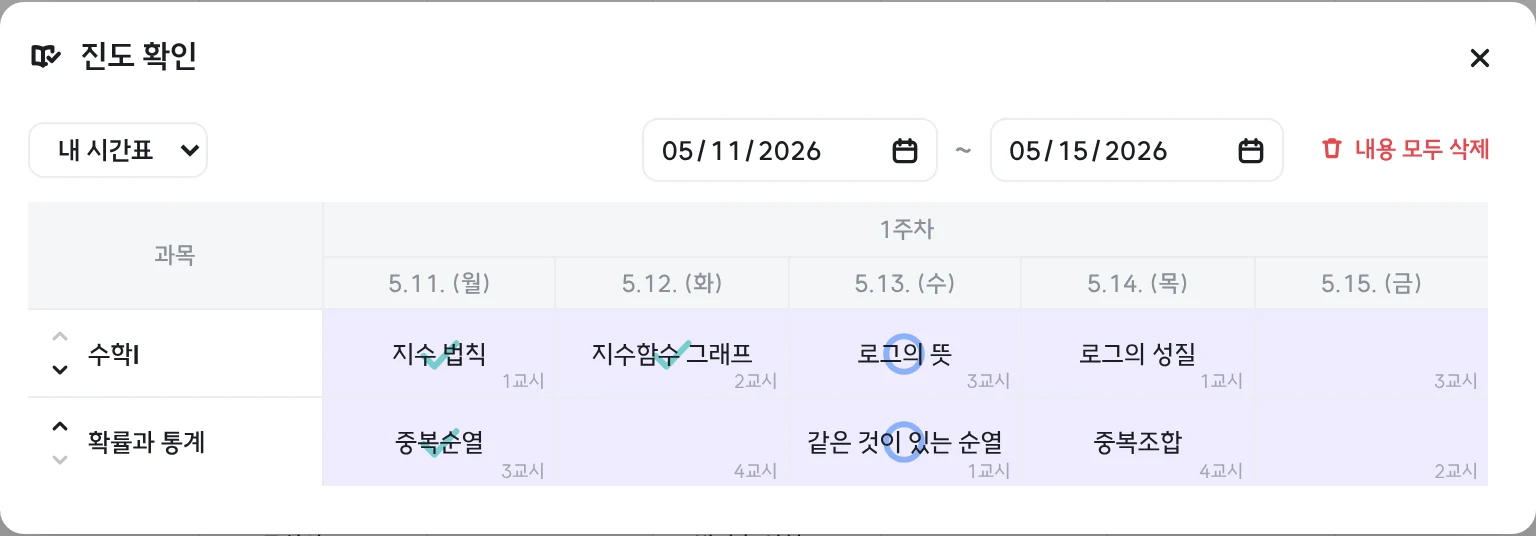 진도 확인
내 시간표
05/11/2026 ~ 05/15/2026 내용 모두 삭제
과목
1주차
5.11. (월) 5.12. (화) 5.13. (수) 5.14. (목) 5.15. (금)
수학I 지수 법칙 지수함수 그래프 로그의 뜻 로그의 성질
1교시 2교시 3교시 1교시 3교시
확률과 통계 중복순열 같은 것이 있는 순열 중복조합
3교시 4교시 1교시 4교시 2교시